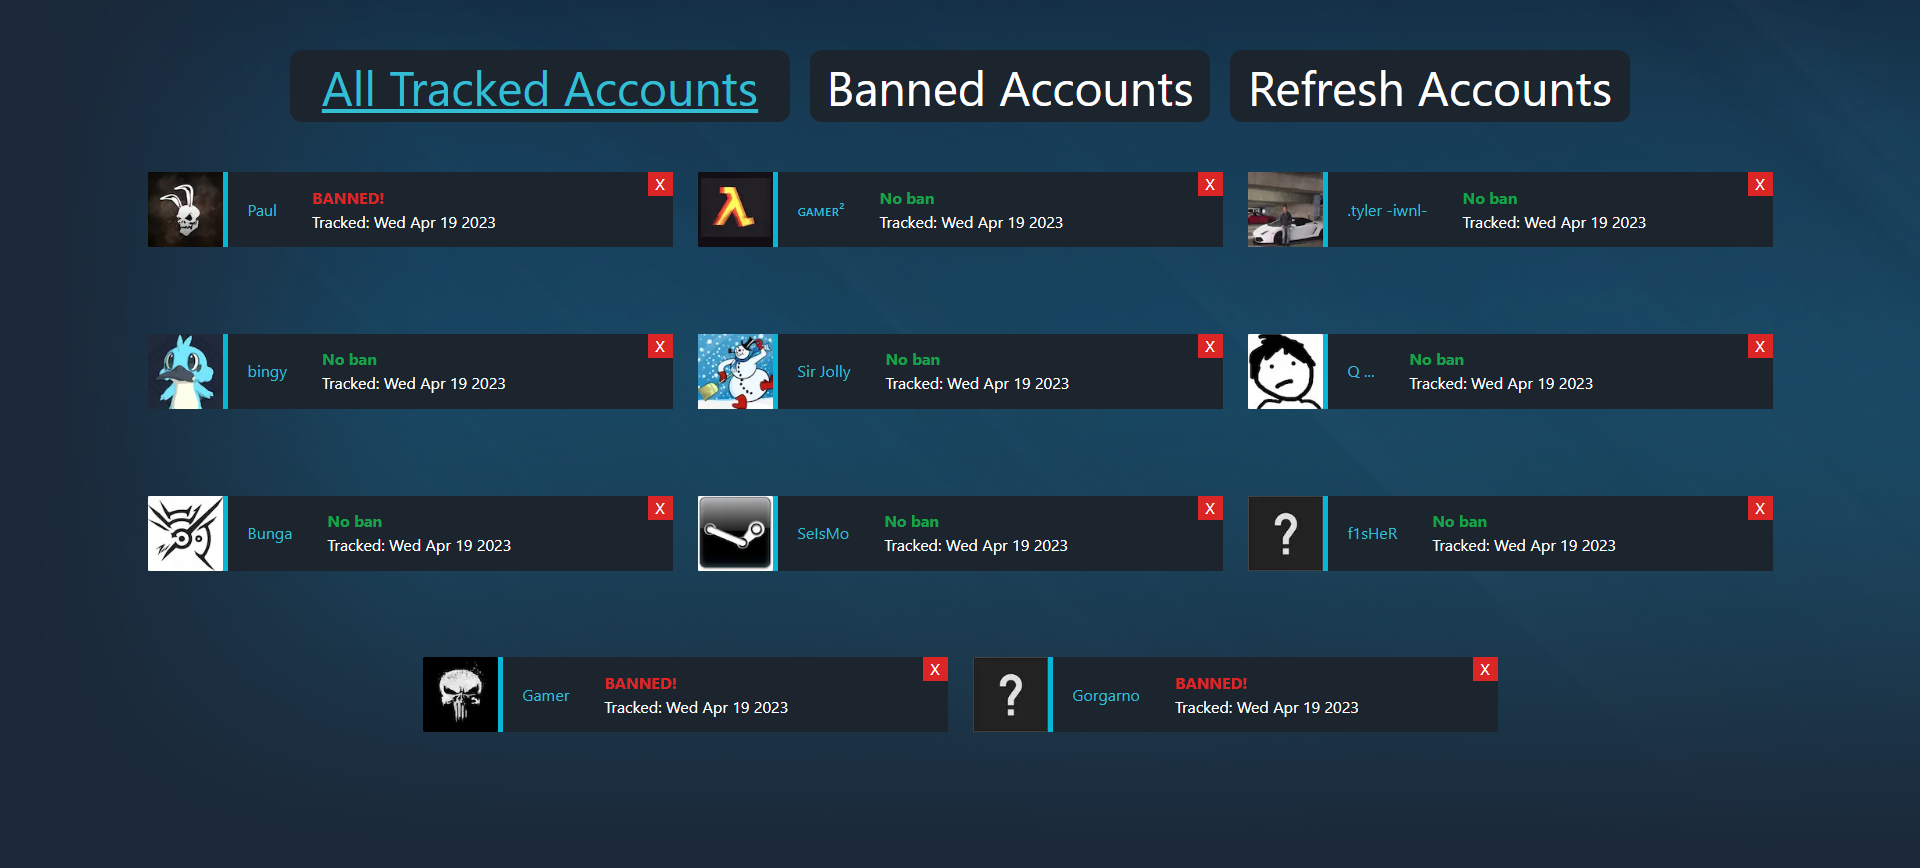 All Tracked Accounts
Banned Accounts
Refresh Accounts
Paul
BANNED!
Tracked: Wed Apr 19 2023
X
ɢᴀᴍᴇʀ²
No ban
Tracked: Wed Apr 19 2023
X
.tyler -iwnl-
No ban
Tracked: Wed Apr 19 2023
X
bingy
No ban
Tracked: Wed Apr 19 2023
X
Sir Jolly
No ban
Tracked: Wed Apr 19 2023
X
Q ...
No ban
Tracked: Wed Apr 19 2023
X
Bunga
No ban
Tracked: Wed Apr 19 2023
X
SeIsMo
No ban
Tracked: Wed Apr 19 2023
X
?
f1sHeR
No ban
Tracked: Wed Apr 19 2023
X
Gamer
BANNED!
Tracked: Wed Apr 19 2023
X
?
Gorgarno
BANNED!
Tracked: Wed Apr 19 2023
X